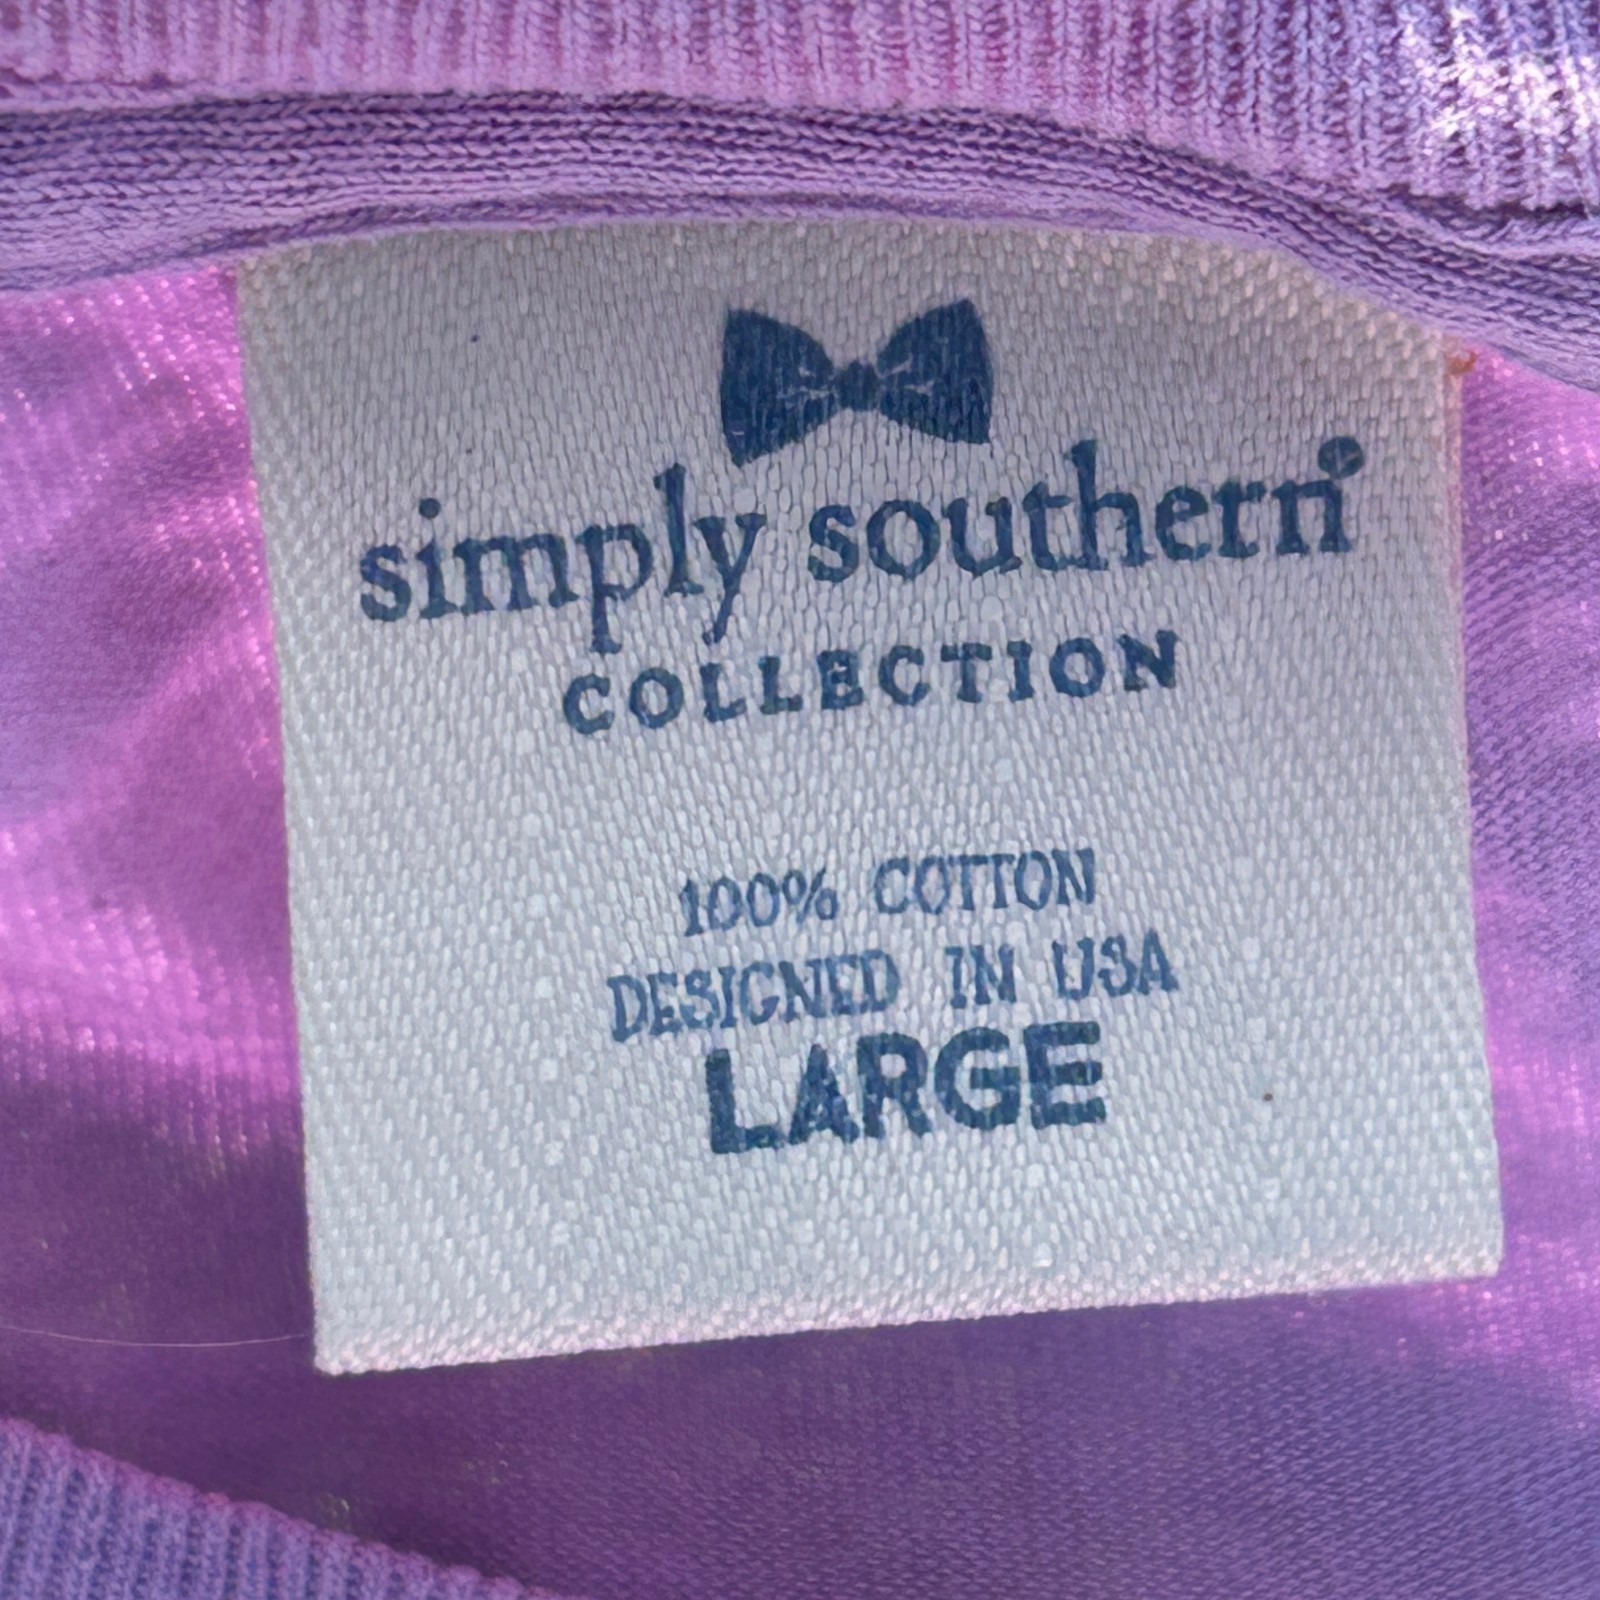 simply southern
COLLECTION
100% COTTON
DESIGNED IN USA
LARGE